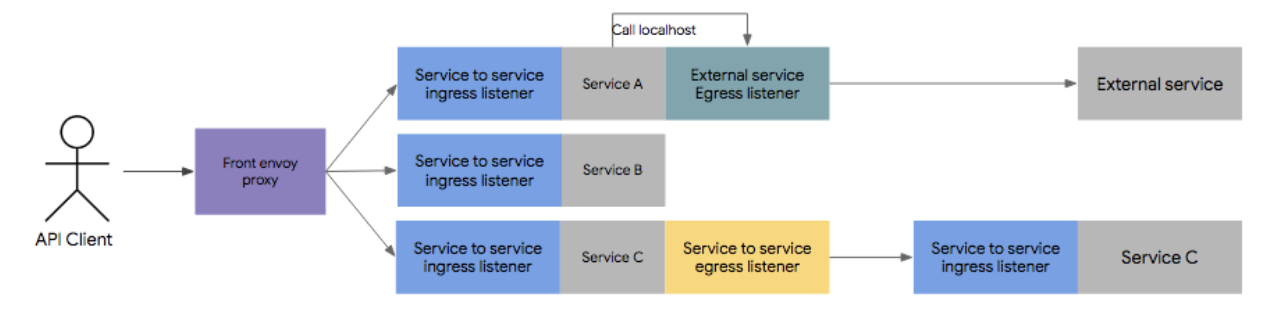 Call localhost
Service to service
ingress listener
Service A
External service
Egress listener
External service
Front envoy
proxy
Service to service
ingress listener
Service B
API Client
Service to service
ingress listener
Service C
Service to service
egress listener
Service to service
ingress listener
Service C